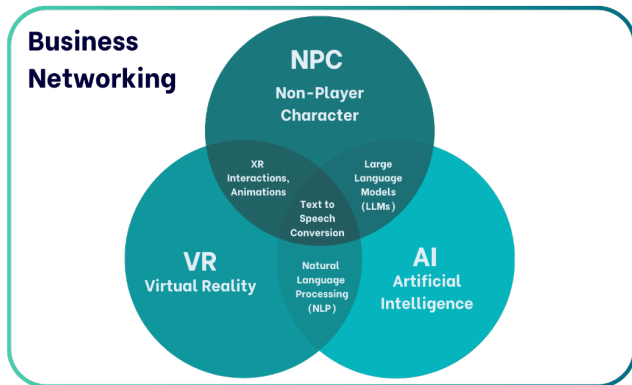 Business
Networking
NPC
Non-Player
Character
XR
Interactions,
Animations
Large
Language
Models
(LLMs)
Text to
Speech
Conversion
VR
Virtual Reality
AI
Artificial
Intelligence
Natural
Language
Processing
(NLP)